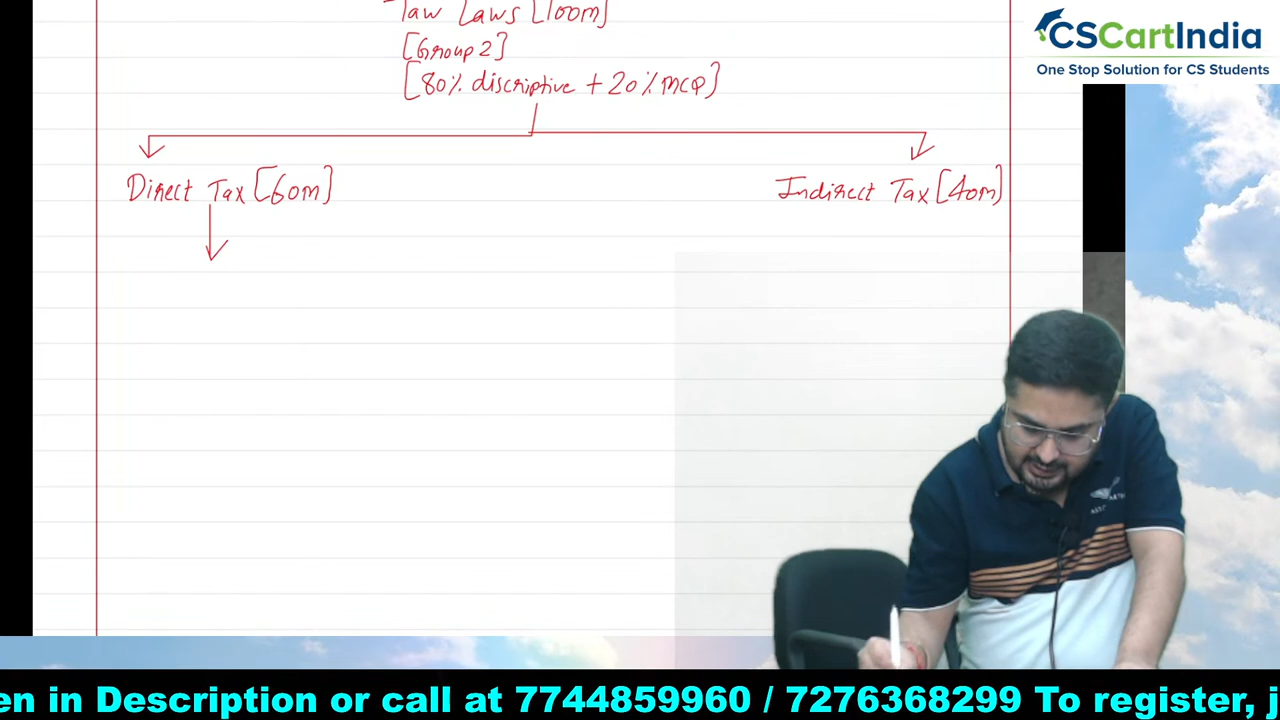 Taw Laws [100m]
[Group 2]
[80% discriptive + 20% MCQ]
Direct Tax [60m]
Indirect Tax [40m]
CSCartIndia
One Stop Solution for CS Students
en in Description or call at 7744859960 / 7276368299 To register, j